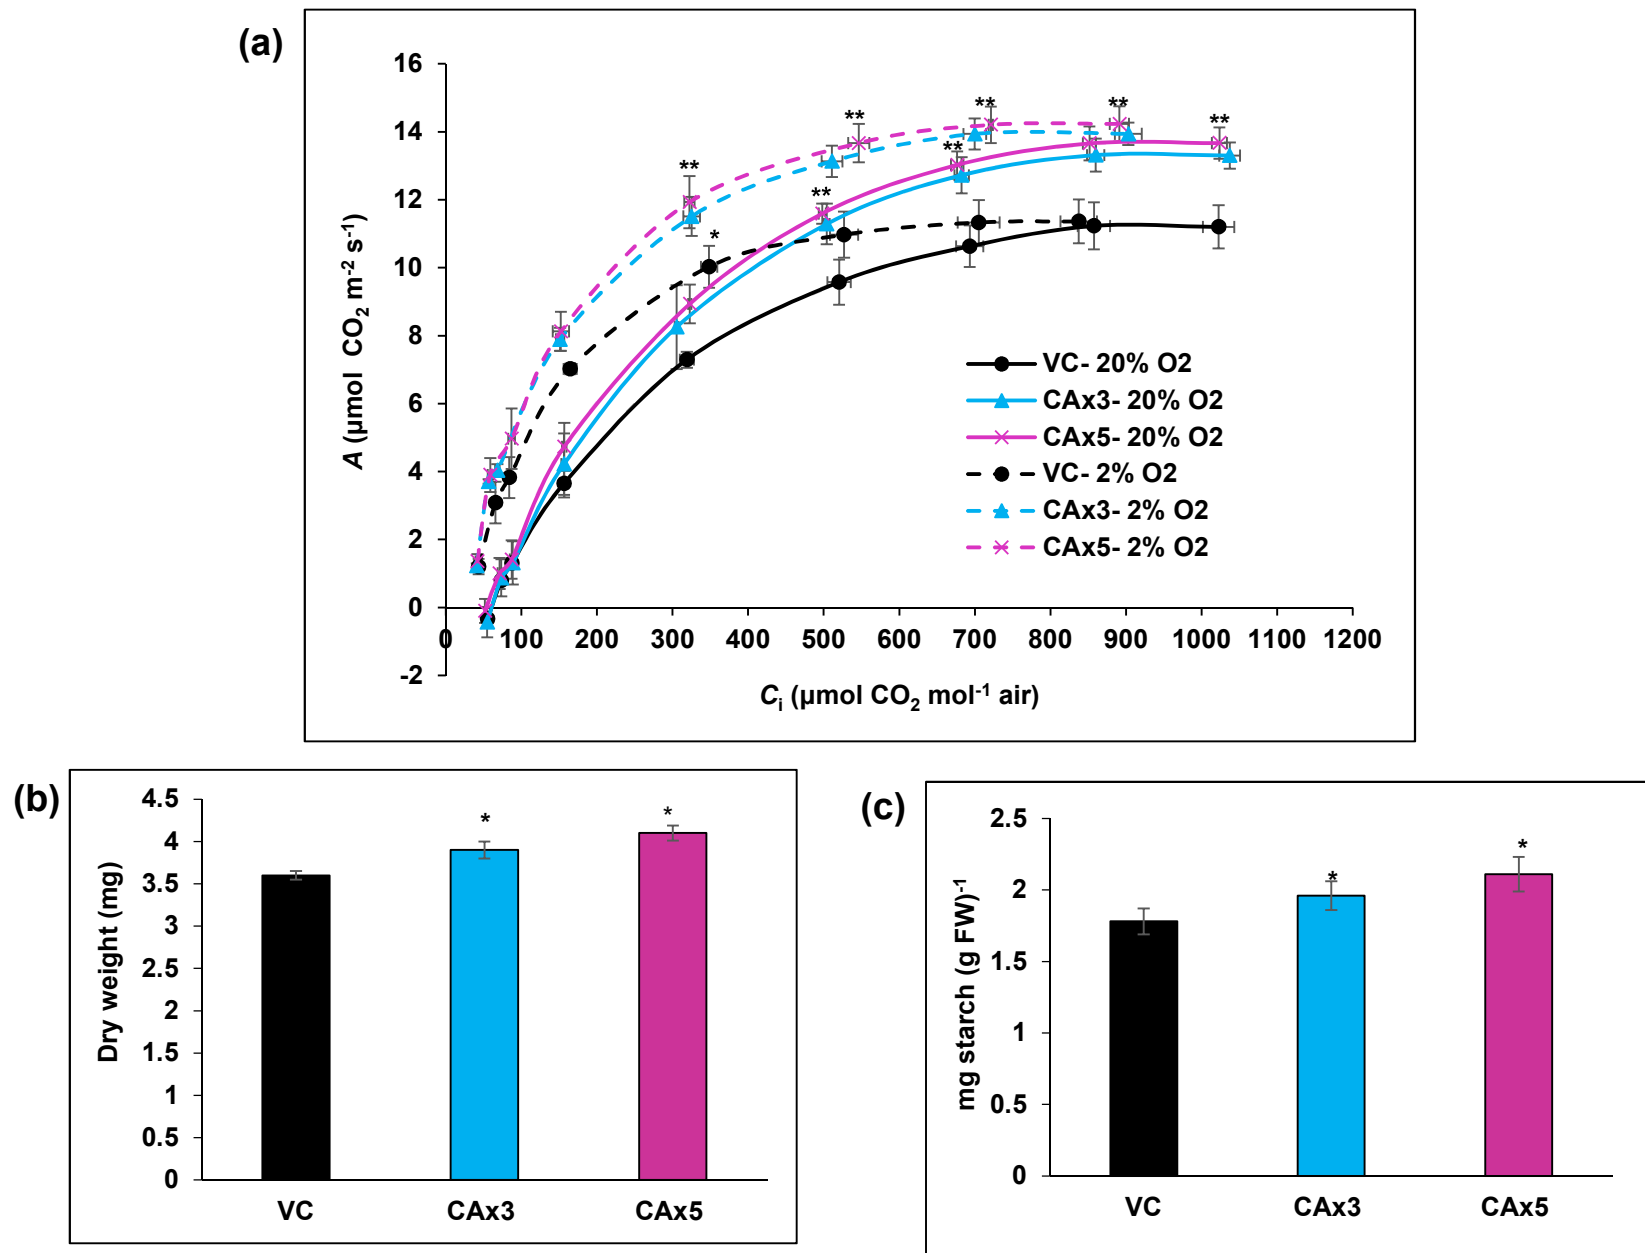 (a)
16
14
12
10
8
6
4
2
0
-2
A (µmol CO2 m-2 s-1)
** ** ** ** **
** **
*
VC- 20% O2
CAx3- 20% O2
CAx5- 20% O2
VC- 2% O2
CAx3- 2% O2
CAx5- 2% O2
0 100 200 300 400 500 600 700 800 900 1000 1100 1200
Ci (µmol CO2 mol-1 air)
(b)
4.5
4
3.5
3
2.5
2
1.5
1
0.5
0
Dry weight (mg)
* *
VC CAx3 CAx5
(c)
2.5
2
1.5
1
0.5
0
mg starch (g FW)-1
* *
VC CAx3 CAx5